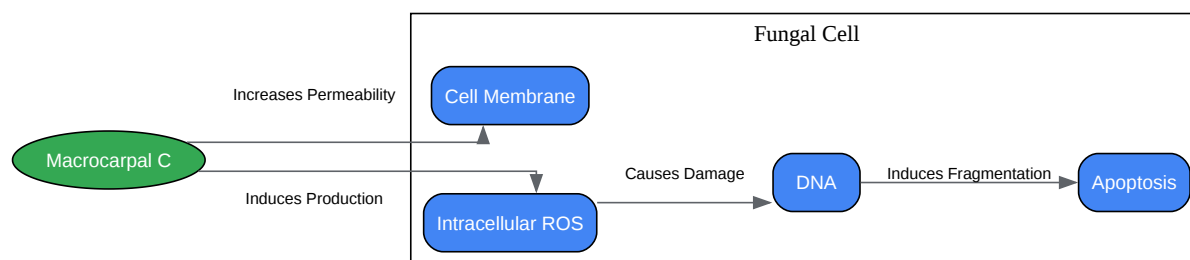 Fungal Cell
Increases Permeability
Cell Membrane
Macrocarpal C
Induces Production
Intracellular ROS
Causes Damage
DNA
Induces Fragmentation
Apoptosis